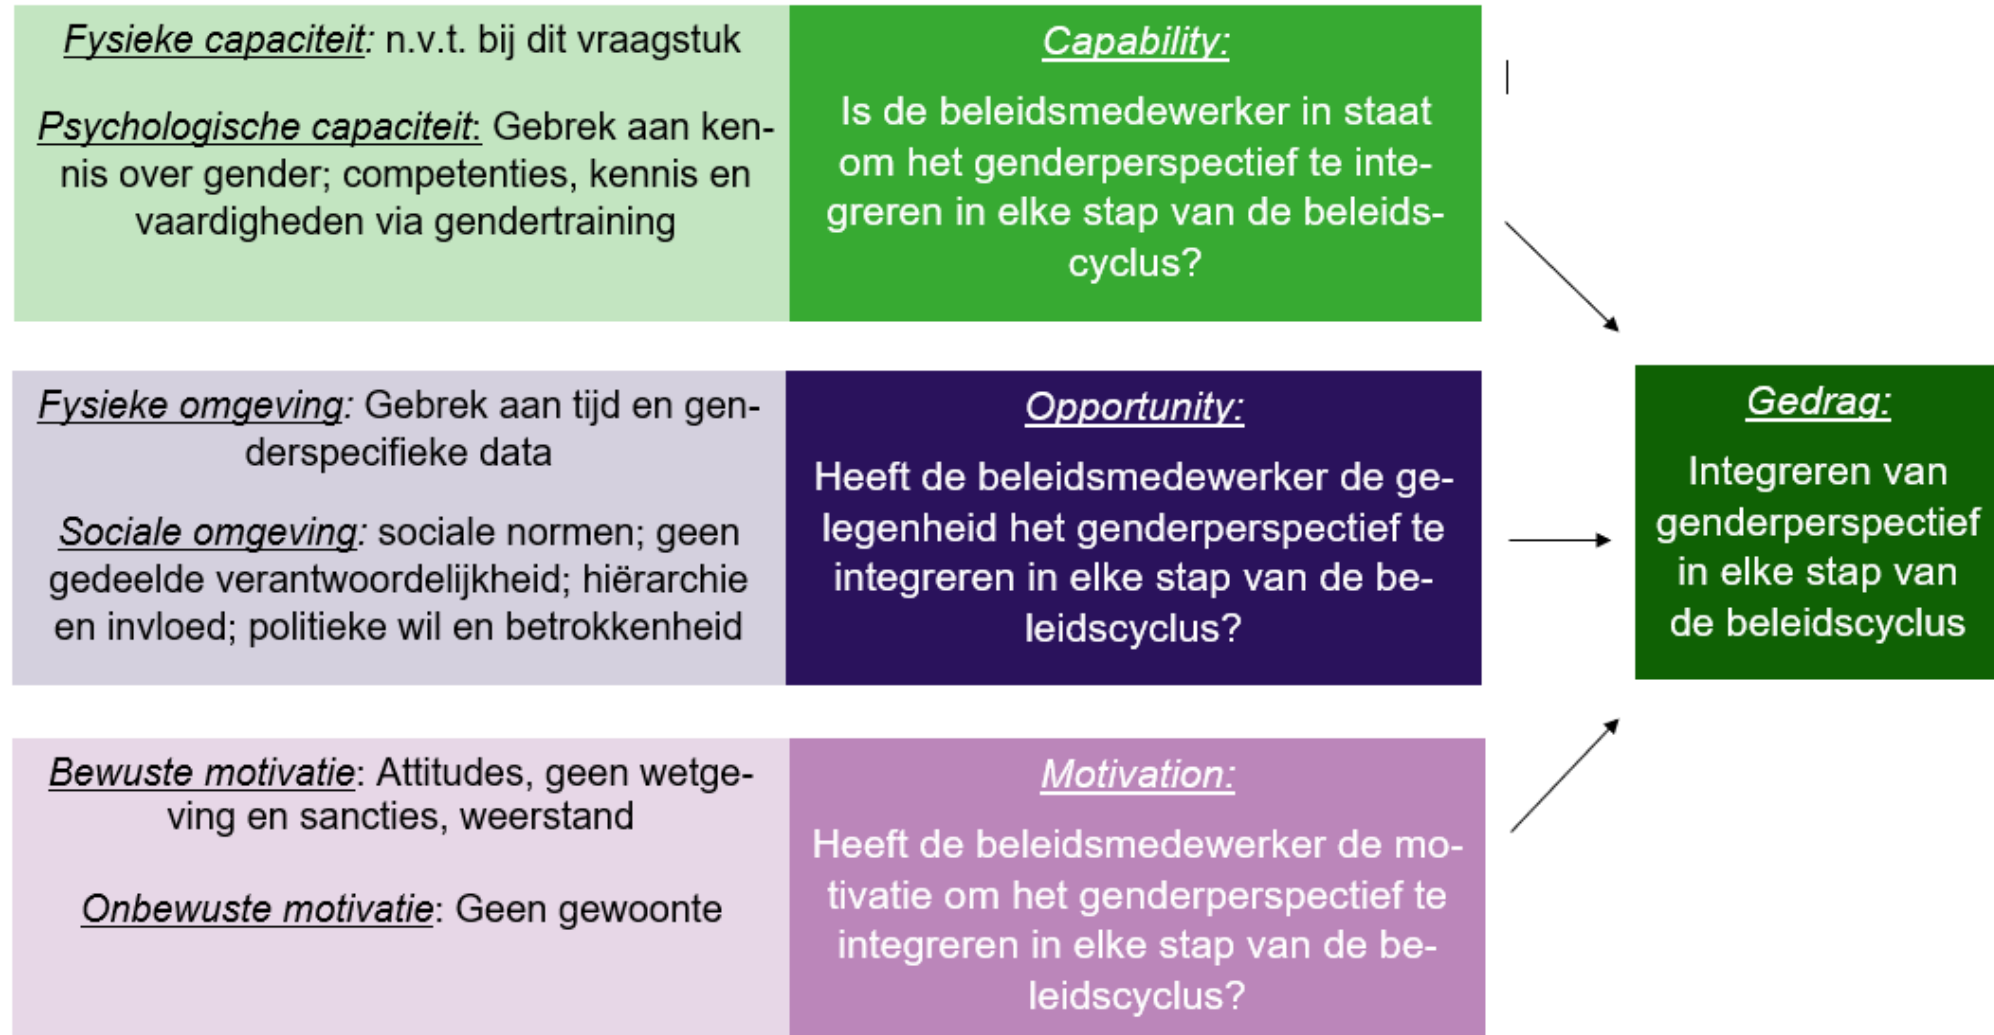 Fysieke capaciteit: n.v.t. bij dit vraagstuk
Psychologische capaciteit: Gebrek aan ken-
nis over gender; competenties, kennis en
vaardigheden via gendertraining
Capability:
Is de beleidsmedewerker in staat
om het genderperspectief te inte-
greren in elke stap van de beleids-
cyclus?
Fysieke omgeving: Gebrek aan tijd en gen-
derspecifieke data
Sociale omgeving: sociale normen; geen
gedeelde verantwoordelijkheid; hiërarchie
en invloed; politieke wil en betrokkenheid
Opportunity:
Heeft de beleidsmedewerker de ge-
legenheid het genderperspectief te
integreren in elke stap van de be-
leidscyclus?
Gedrag:
Integreren van
genderperspectief
in elke stap van
de beleidscyclus
Bewuste motivatie: Attitudes, geen wetge-
ving en sancties, weerstand
Onbewuste motivatie: Geen gewoonte
Motivation:
Heeft de beleidsmedewerker de mo-
tivatie om het genderperspectief te
integreren in elke stap van de be-
leidscyclus?